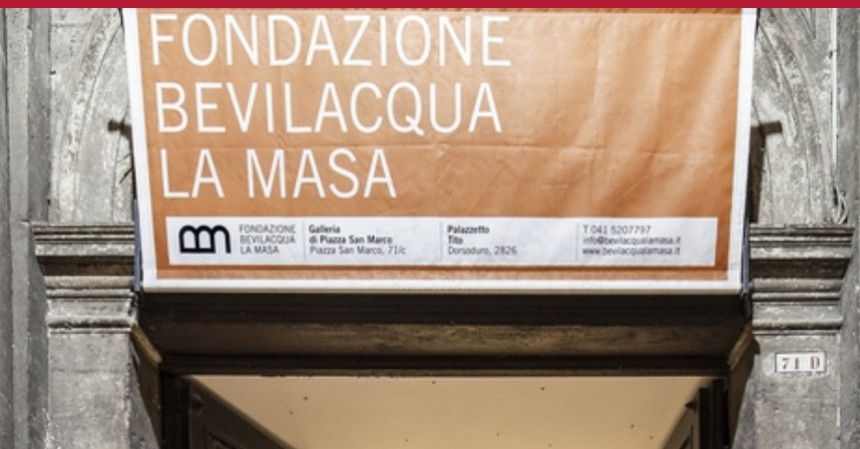 FONDAZIONE
BEVILACQUA
LA MASA
FONDAZIONE
BEVILACQUA
LA MASA
Galleria
di Piazza San Marco
Piazza San Marco, 71/c
Palazzetto
Tito
Dorsoduro, 2826
T 041 5207797
info@bevilacqualamasa.it
www.bevilacqualamasa.it
71 D